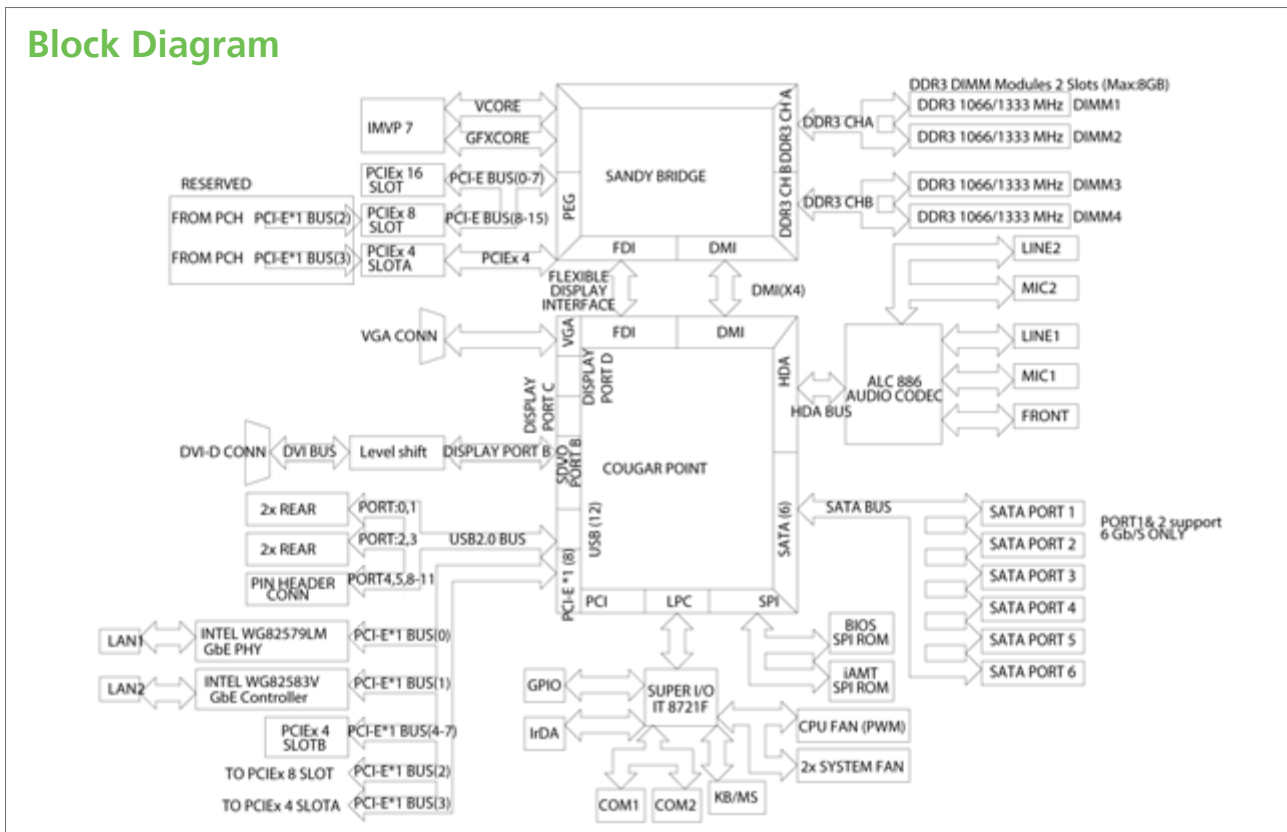 Block Diagram
DDR3 DIMM Modules 2 Slots (Max:8GB)
IMVP 7
VCORE
GFXCORE
SANDY BRIDGE
DDR3 CH A
DDR3 CH B
DDR3 CHA
DDR3 1066/1333 MHz DIMM1
DDR3 1066/1333 MHz DIMM2
DDR3 CHB
DDR3 1066/1333 MHz DIMM3
DDR3 1066/1333 MHz DIMM4
RESERVED
PCIEx 16
SLOT
PCI-E BUS(0-7)
PEG
FROM PCH PCI-E*1 BUS(2)
PCIEx 8
SLOT
PCI-E BUS(8-15)
FROM PCH PCI-E*1 BUS(3)
PCIEx 4
SLOTA
PCIEx 4
FDI
DMI
FLEXIBLE
DISPLAY
INTERFACE
DMI(X4)
FDI
DMI
VGA CONN
VGA
DISPLAY
PORT D
DISPLAY
PORT C
HDA
HDA BUS
ALC 886
AUDIO CODEC
LINE2
MIC2
LINE1
MIC1
FRONT
DVI-D CONN
DVI BUS
Level shift
DISPLAY PORT B
SDVO
PORT B
COUGAR POINT
2x REAR
PORT:0,1
2x REAR
PORT:2,3
USB2.0 BUS
USB (12)
PIN HEADER
CONN
PORT4,5,8-11
PCI-E *1 (8)
SATA (6)
SATA BUS
SATA PORT 1
SATA PORT 2
SATA PORT 3
SATA PORT 4
SATA PORT 5
SATA PORT 6
PORT1& 2 support
6 Gb/S ONLY
PCI
LPC
SPI
LAN1
INTEL WG82579LM
GbE PHY
PCI-E*1 BUS(0)
LAN2
INTEL WG82583V
GbE Controller
PCI-E*1 BUS(1)
PCIEx 4
SLOTB
PCI-E*1 BUS(4-7)
TO PCIEx 8 SLOT
PCI-E*1 BUS(2)
TO PCIEx 4 SLOTA
PCI-E*1 BUS(3)
BIOS
SPI ROM
iAMT
SPI ROM
GPIO
IrDA
SUPER I/O
IT 8721F
CPU FAN (PWM)
2x SYSTEM FAN
COM1
COM2
KB/MS